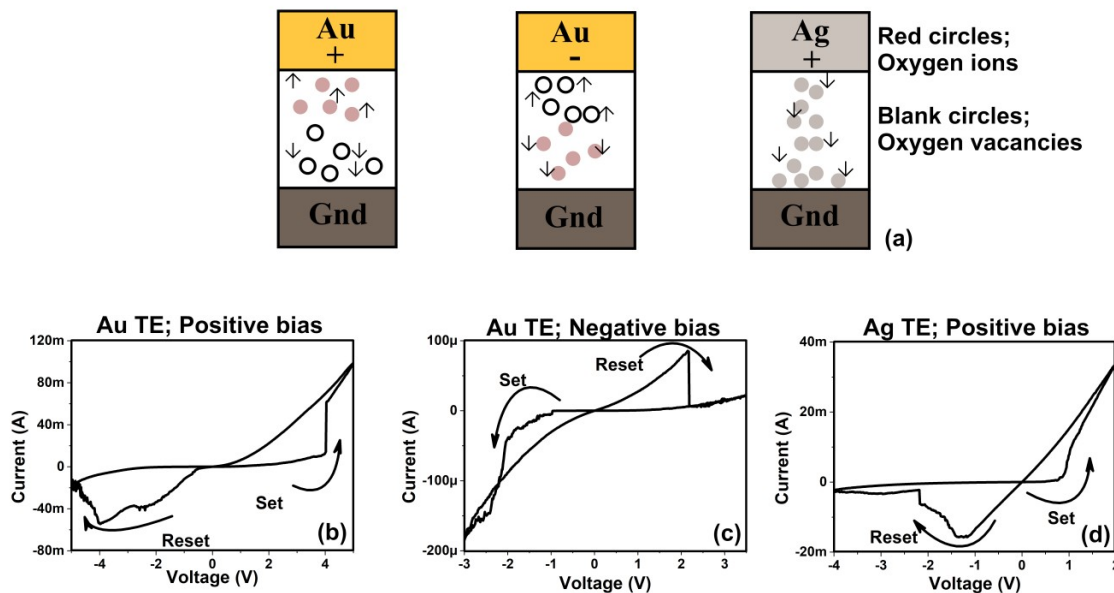 Au
+
Au
-
Ag
+
Red circles;
Oxygen ions
Blank circles;
Oxygen vacancies
Gnd
Gnd
Gnd
(a)
Au TE; Positive bias
120m
80m
40m
0
-40m
-80m
Current (A)
-4
-2
0
2
4
Voltage (V)
Set
Reset
(b)
Au TE; Negative bias
100µ
0
-100µ
-200µ
Current (A)
-3
-2
-1
0
1
2
3
Voltage (V)
Set
Reset
(c)
Ag TE; Positive bias
40m
20m
0
-20m
Current (A)
-4
-3
-2
-1
0
1
2
Voltage (V)
Set
Reset
(d)